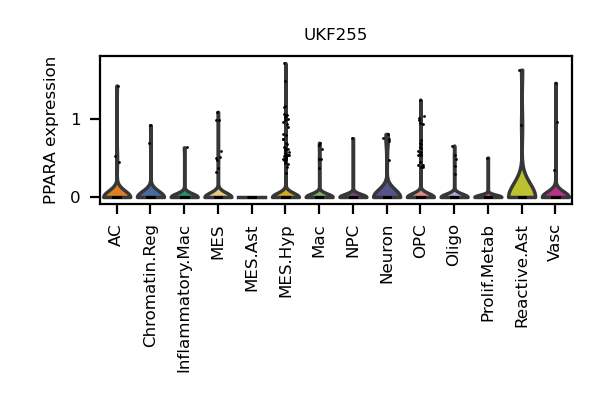 UKF255
PPARA expression
1
0
AC
Chromatin.Reg
Inflammatory.Mac
MES
MES.Ast
MES.Hyp
Mac
NPC
Neuron
OPC
Oligo
Prolif.Metab
Reactive.Ast
Vasc